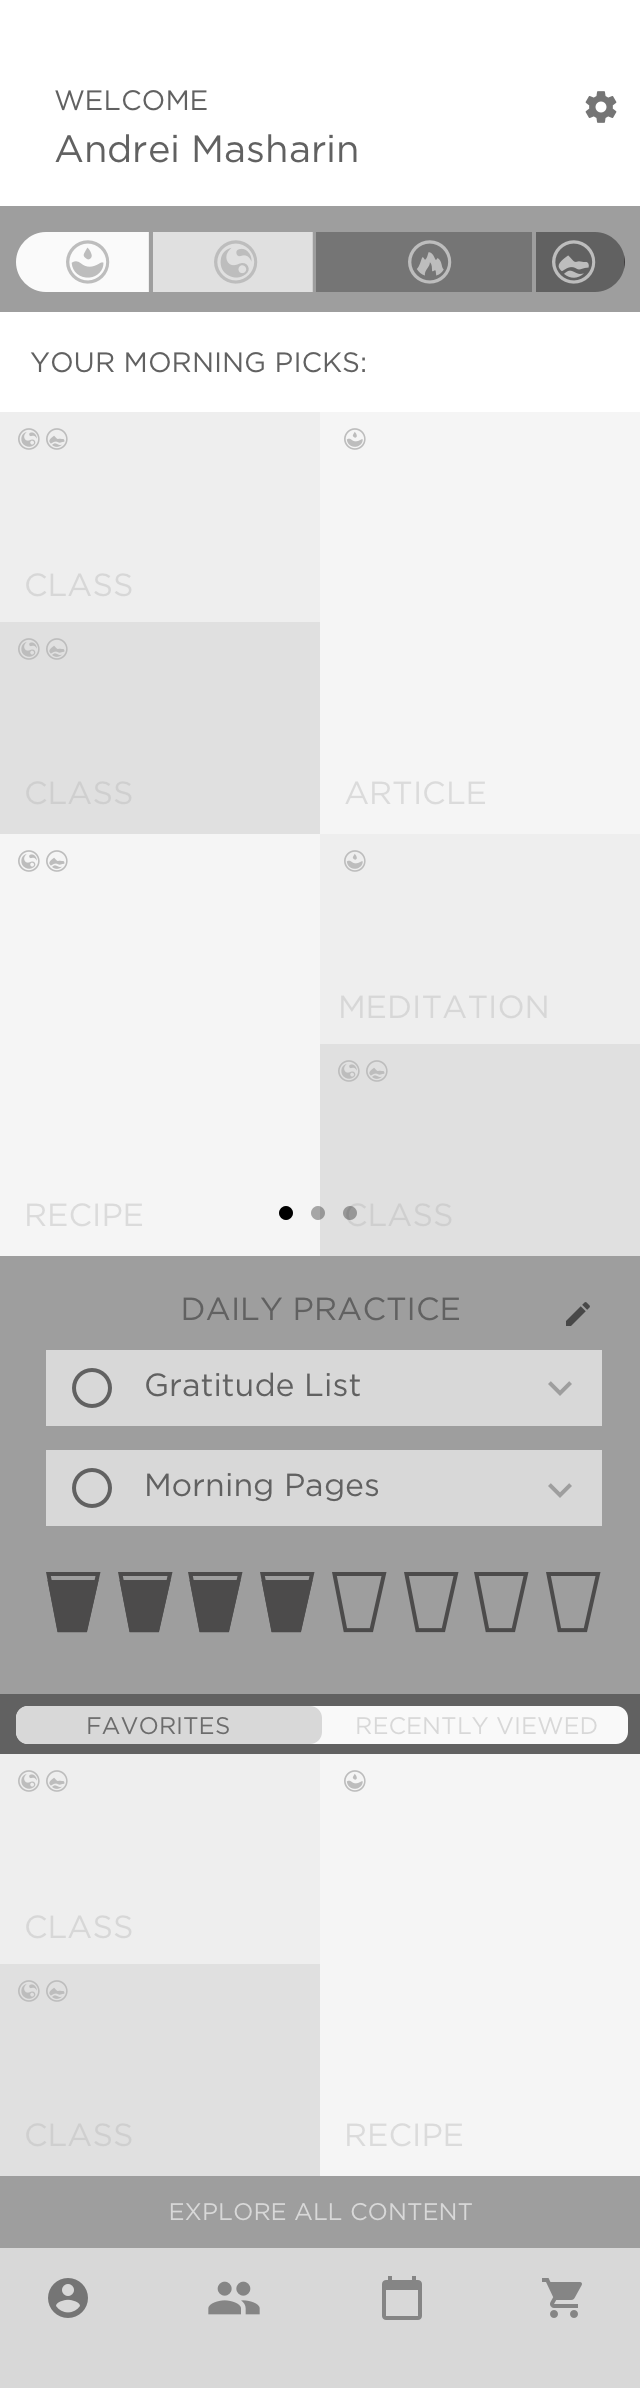 WELCOME
Andrei Masharin
YOUR MORNING PICKS:
CLASS
CLASS
ARTICLE
MEDITATION
RECIPE
CLASS
DAILY PRACTICE
Gratitude List
Morning Pages
FAVORITES
RECENTLY VIEWED
CLASS
CLASS
RECIPE
EXPLORE ALL CONTENT